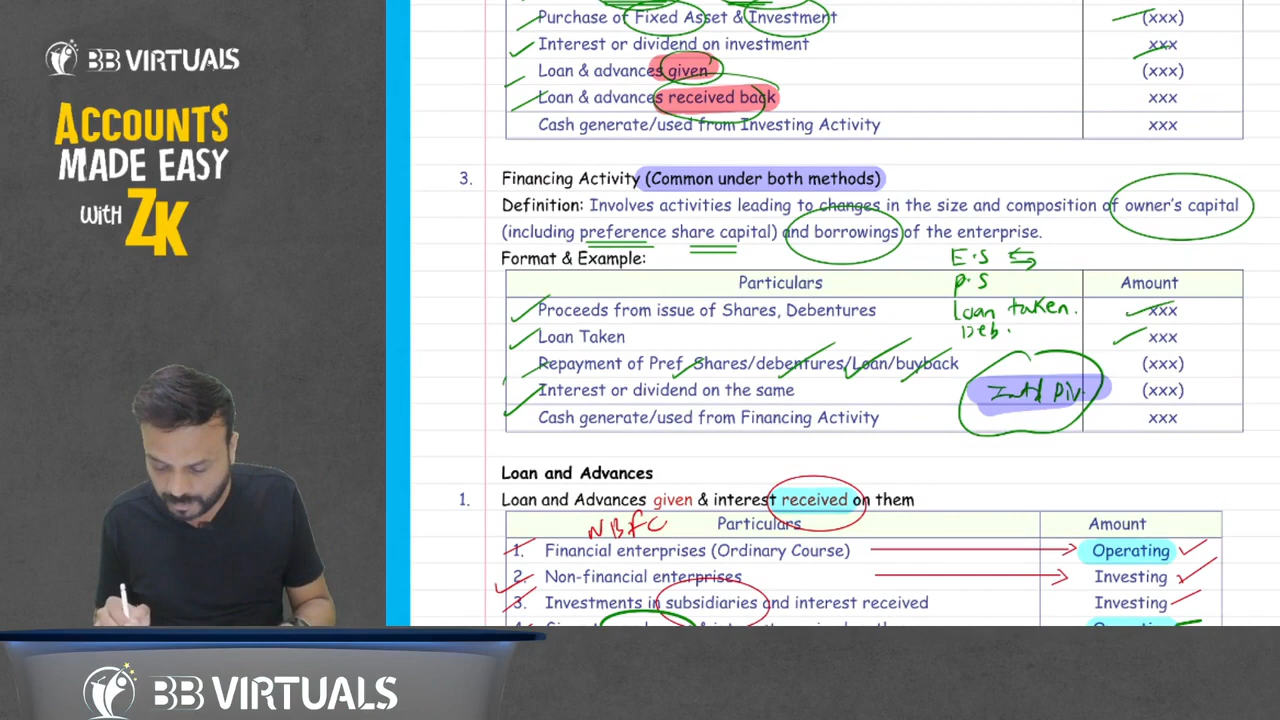 BB VIRTUALS
ACCOUNTS
MADE EASY
WITH ZK
Purchase of Fixed Asset & Investment (xxx)
Interest or dividend on investment xxx
Loan & advances given (xxx)
Loan & advances received back xxx
Cash generate/used from Investing Activity xxx
3. Financing Activity (Common under both methods)
Definition: Involves activities leading to changes in the size and composition of owner's capital
(including preference share capital) and borrowings of the enterprise.
Format & Example:
E.S
Particulars Amount
P.S
Proceeds from issue of Shares, Debentures xxx
Loan taken.
Deb.
Loan Taken xxx
Repayment of Pref Shares/debentures/Loan/buyback (xxx)
Interest or dividend on the same (xxx)
Cash generate/used from Financing Activity xxx
Loan and Advances
1. Loan and Advances given & interest received on them
NBFC
Particulars Amount
1. Financial enterprises (Ordinary Course) Operating
2. Non-financial enterprises Investing
3. Investments in subsidiaries and interest received Investing
BB VIRTUALS